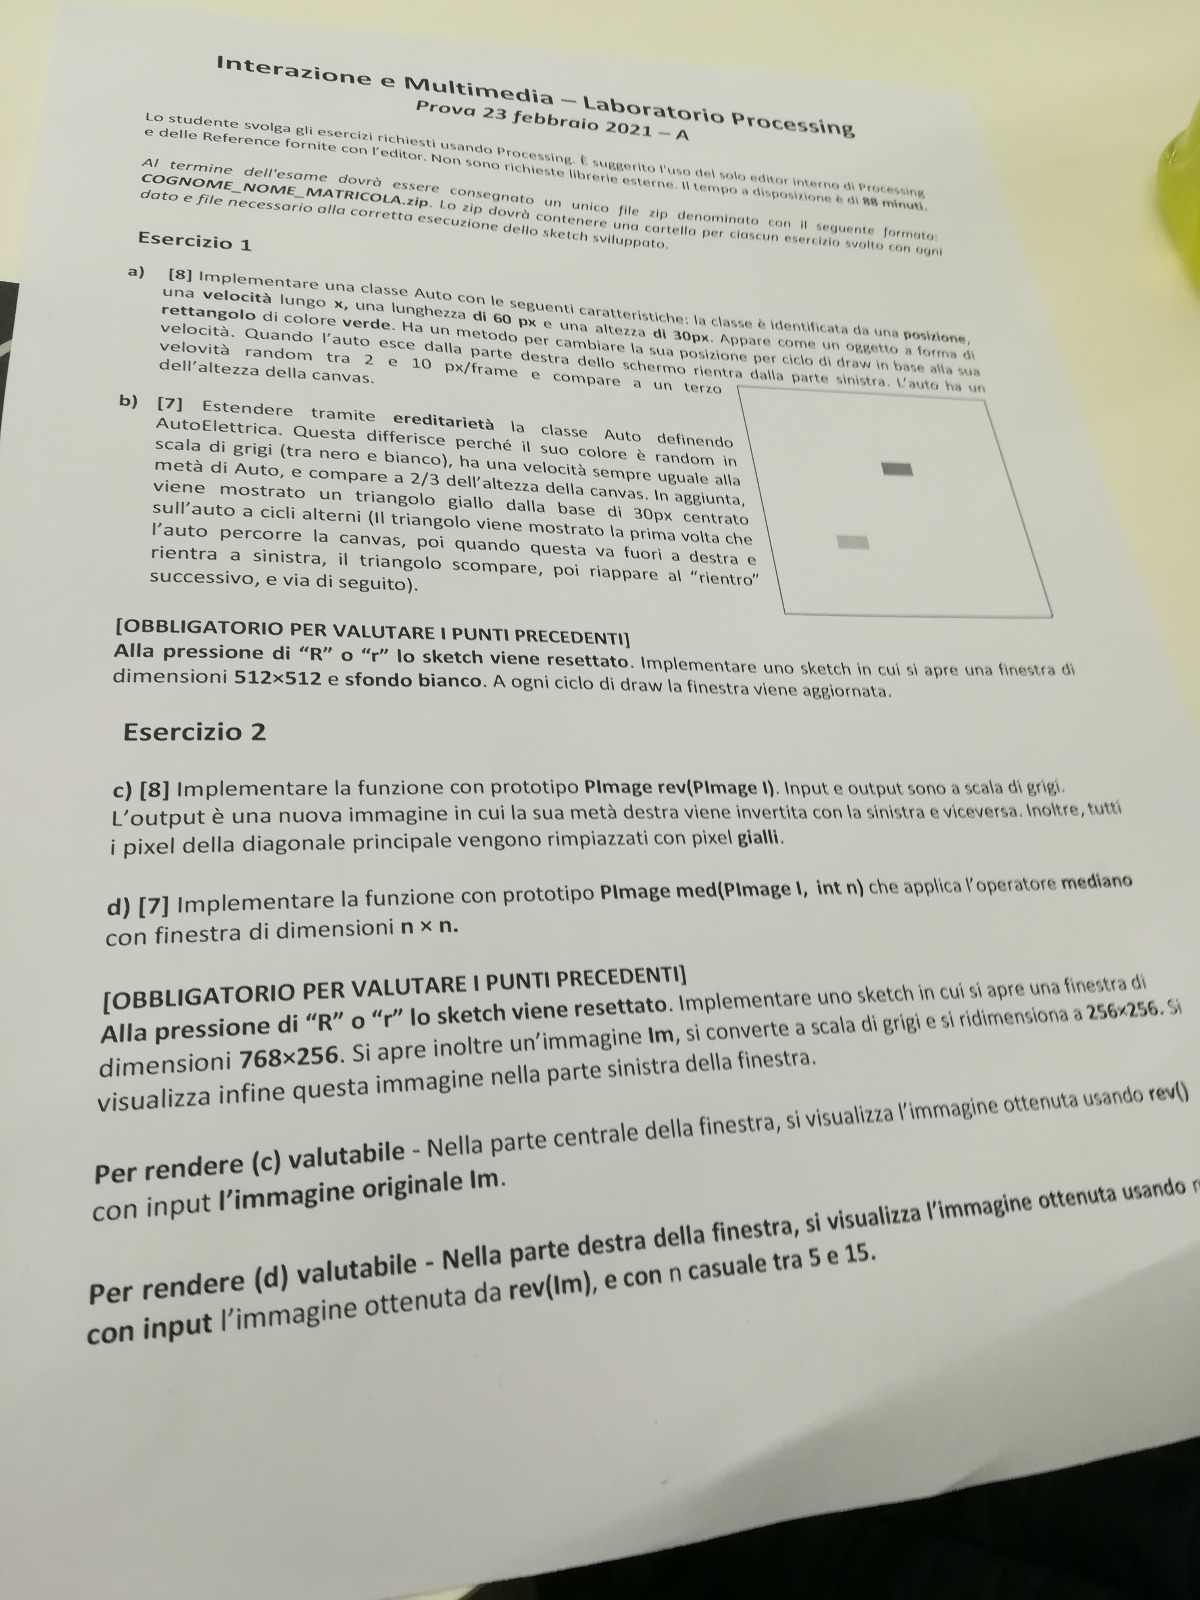 Interazione e Multimedia – Laboratorio Processing
Prova 23 febbraio 2021 – A
Lo studente svolga gli esercizi richiesti usando Processing. È suggerito l'uso del solo editor interno di Processing
e delle Reference fornite con l'editor. Non sono richieste librerie esterne. Il tempo a disposizione è di 88 minuti.
Al termine dell'esame dovrà essere consegnato un unico file zip denominato con il seguente formato:
COGNOME_NOME_MATRICOLA.zip. Lo zip dovrà contenere una cartella per ciascun esercizio svolto con ogni
dato e file necessario alla corretta esecuzione dello sketch sviluppato.
Esercizio 1
a) [8] Implementare una classe Auto con le seguenti caratteristiche: la classe è identificata da una posizione,
una velocità lungo x, una lunghezza di 60 px e una altezza di 30px. Appare come un oggetto a forma di
rettangolo di colore verde. Ha un metodo per cambiare la sua posizione per ciclo di draw in base alla sua
velocità. Quando l'auto esce dalla parte destra dello schermo rientra dalla parte sinistra. L'auto ha un
velovità random tra 2 e 10 px/frame e compare a un terzo
dell'altezza della canvas.
b) [7] Estendere tramite ereditarietà la classe Auto definendo
AutoElettrica. Questa differisce perché il suo colore è random in
scala di grigi (tra nero e bianco), ha una velocità sempre uguale alla
metà di Auto, e compare a 2/3 dell'altezza della canvas. In aggiunta,
viene mostrato un triangolo giallo dalla base di 30px centrato
sull'auto a cicli alterni (Il triangolo viene mostrato la prima volta che
l'auto percorre la canvas, poi quando questa va fuori a destra e
rientra a sinistra, il triangolo scompare, poi riappare al "rientro"
successivo, e via di seguito).
[OBBLIGATORIO PER VALUTARE I PUNTI PRECEDENTI]
Alla pressione di "R" o "r" lo sketch viene resettato. Implementare uno sketch in cui si apre una finestra di
dimensioni 512×512 e sfondo bianco. A ogni ciclo di draw la finestra viene aggiornata.
Esercizio 2
c) [8] Implementare la funzione con prototipo PImage rev(PImage I). Input e output sono a scala di grigi.
L'output è una nuova immagine in cui la sua metà destra viene invertita con la sinistra e viceversa. Inoltre, tutti
i pixel della diagonale principale vengono rimpiazzati con pixel gialli.
d) [7] Implementare la funzione con prototipo PImage med(PImage I, int n) che applica l'operatore mediano
con finestra di dimensioni n × n.
[OBBLIGATORIO PER VALUTARE I PUNTI PRECEDENTI]
Alla pressione di "R" o "r" lo sketch viene resettato. Implementare uno sketch in cui si apre una finestra di
dimensioni 768×256. Si apre inoltre un'immagine Im, si converte a scala di grigi e si ridimensiona a 256×256. Si
visualizza infine questa immagine nella parte sinistra della finestra.
Per rendere (c) valutabile - Nella parte centrale della finestra, si visualizza l'immagine ottenuta usando rev()
con input l'immagine originale Im.
Per rendere (d) valutabile - Nella parte destra della finestra, si visualizza l'immagine ottenuta usando
con input l'immagine ottenuta da rev(Im), e con n casuale tra 5 e 15.